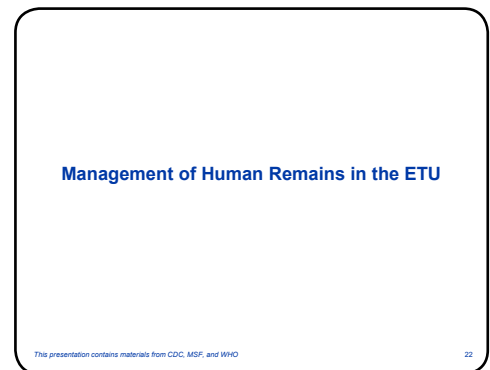 Management of Human Remains in the ETU
This presentation contains materials from CDC, MSF, and WHO
22